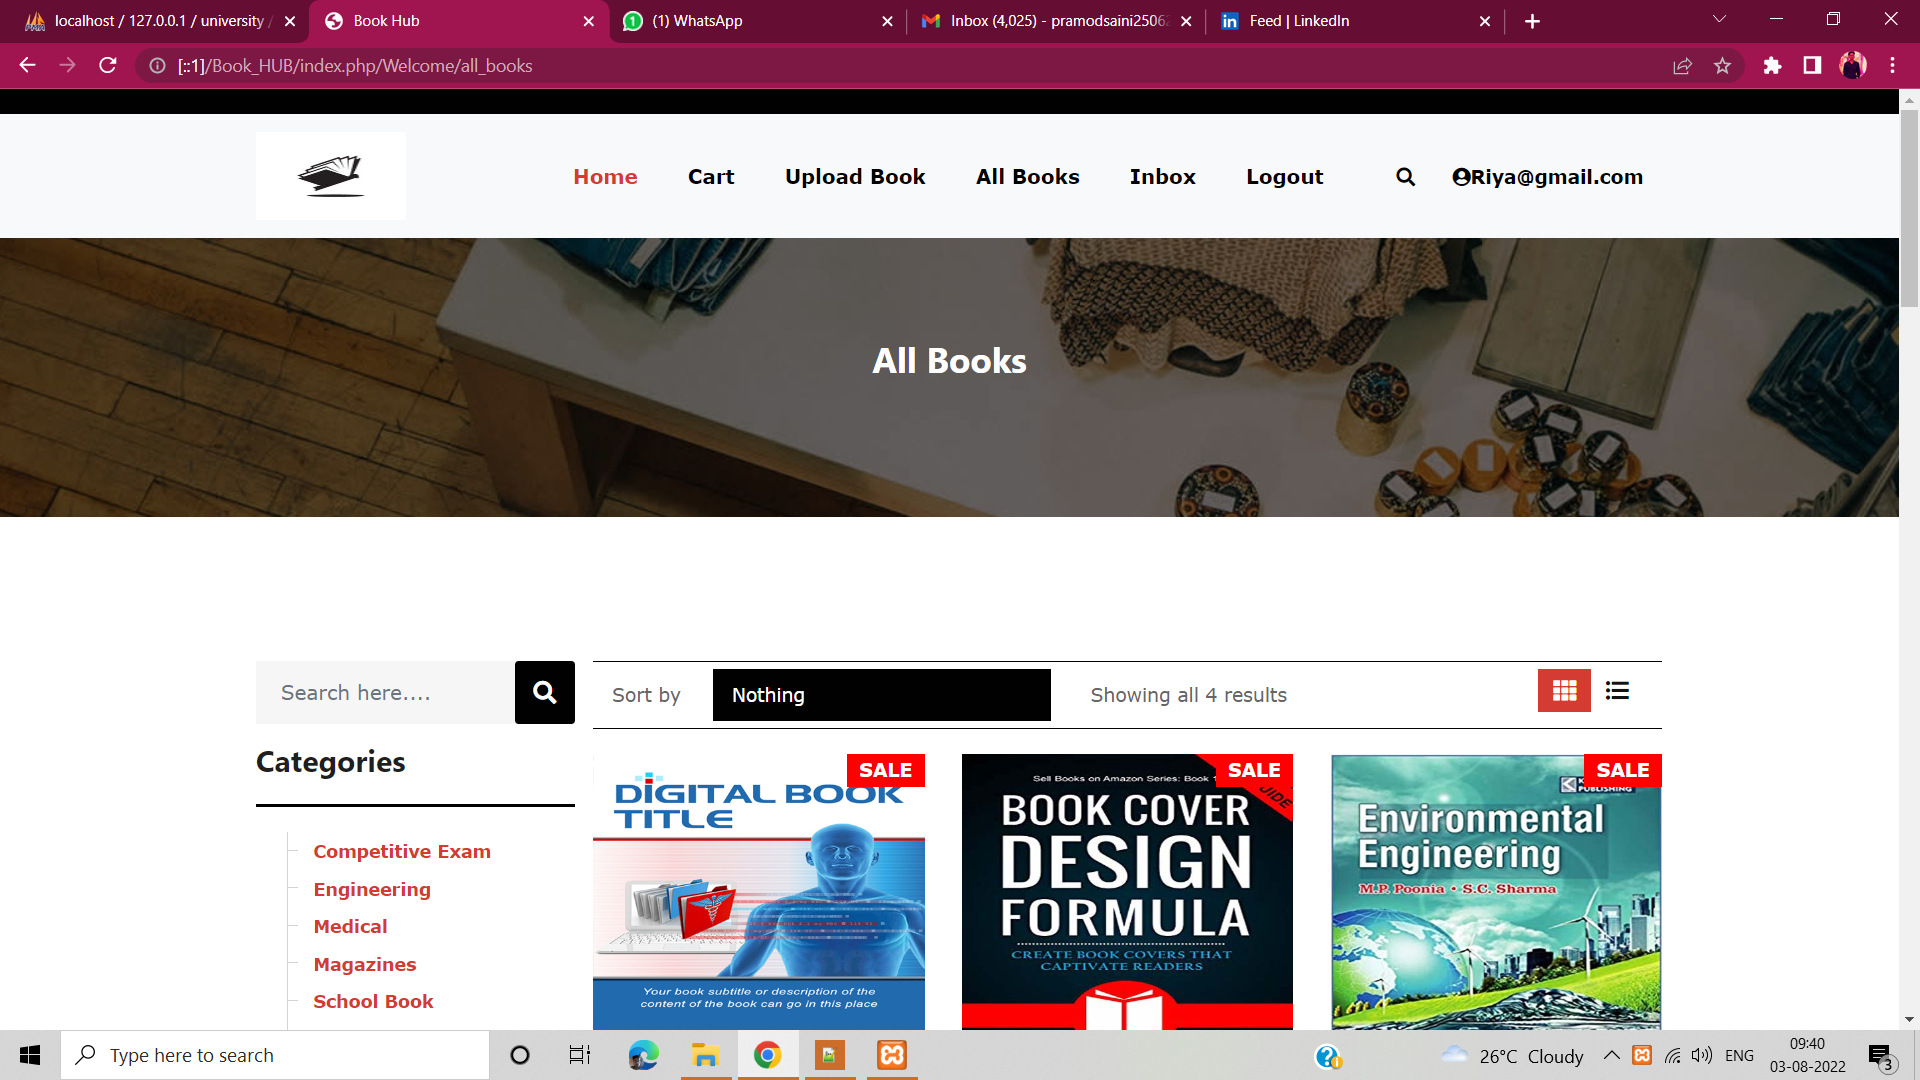 localhost / 127.0.0.1 / university /
Book Hub
(1) WhatsApp
Inbox (4,025) - pramodsaini2506
Feed | LinkedIn
[::1]/Book_HUB/index.php/Welcome/all_books
Home
Cart
Upload Book
All Books
Inbox
Logout
Riya@gmail.com
All Books
Search here....
Sort by
Nothing
Showing all 4 results
Categories
Competitive Exam
Engineering
Medical
Magazines
School Book
SALE
DIGITAL BOOK
TITLE
Your book subtitle or description of the
content of the book can go in this place
SALE
Sell Books on Amazon Series: Book
BOOK COVER
DESIGN
FORMULA
CREATE BOOK COVERS THAT
CAPTIVATE READERS
SALE
PUBLISHING
Environmental
Engineering
M.P. Poonia • S.C. Sharma
Type here to search
26°C Cloudy
ENG
09:40
03-08-2022
3